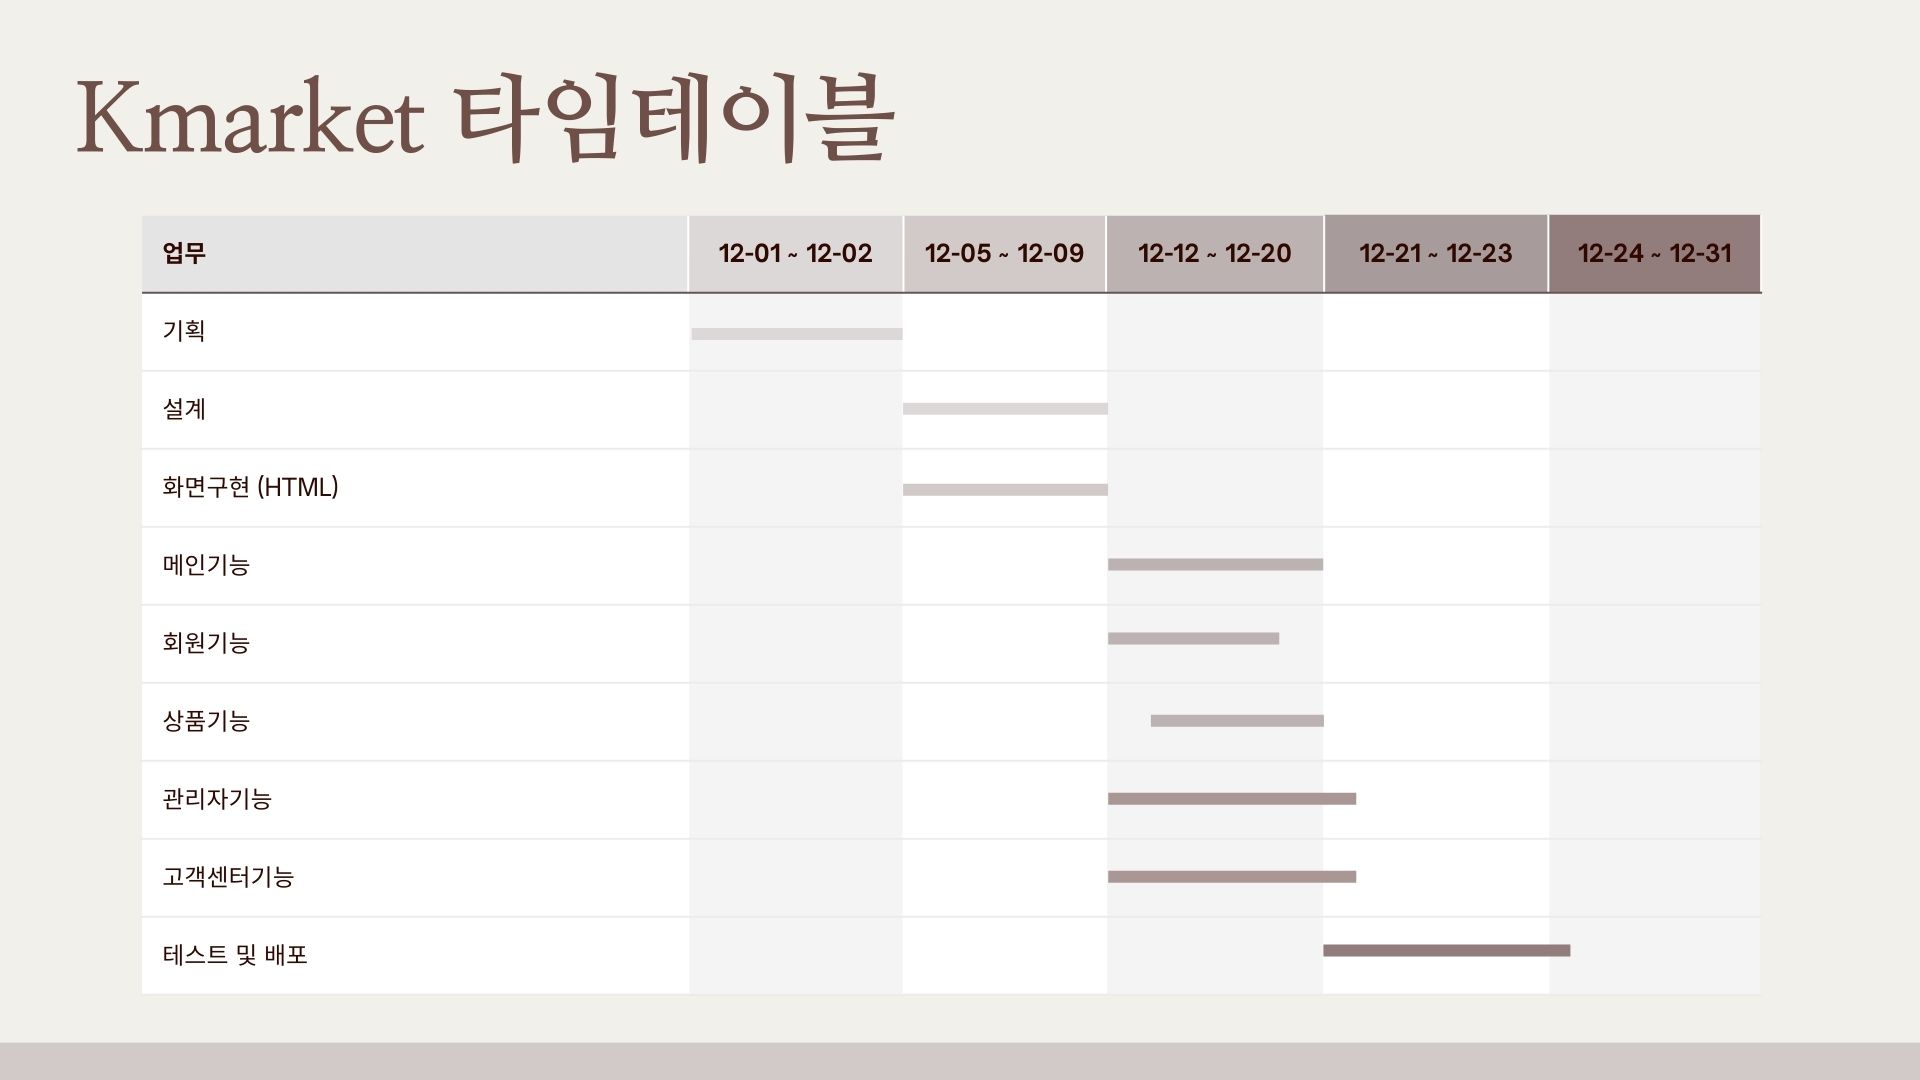 Kmarket 타임테이블
업무 12-01 ~ 12-02 12-05 ~ 12-09 12-12 ~ 12-20 12-21 ~ 12-23 12-24 ~ 12-31
기획
설계
화면구현 (HTML)
메인기능
회원기능
상품기능
관리자기능
고객센터기능
테스트 및 배포